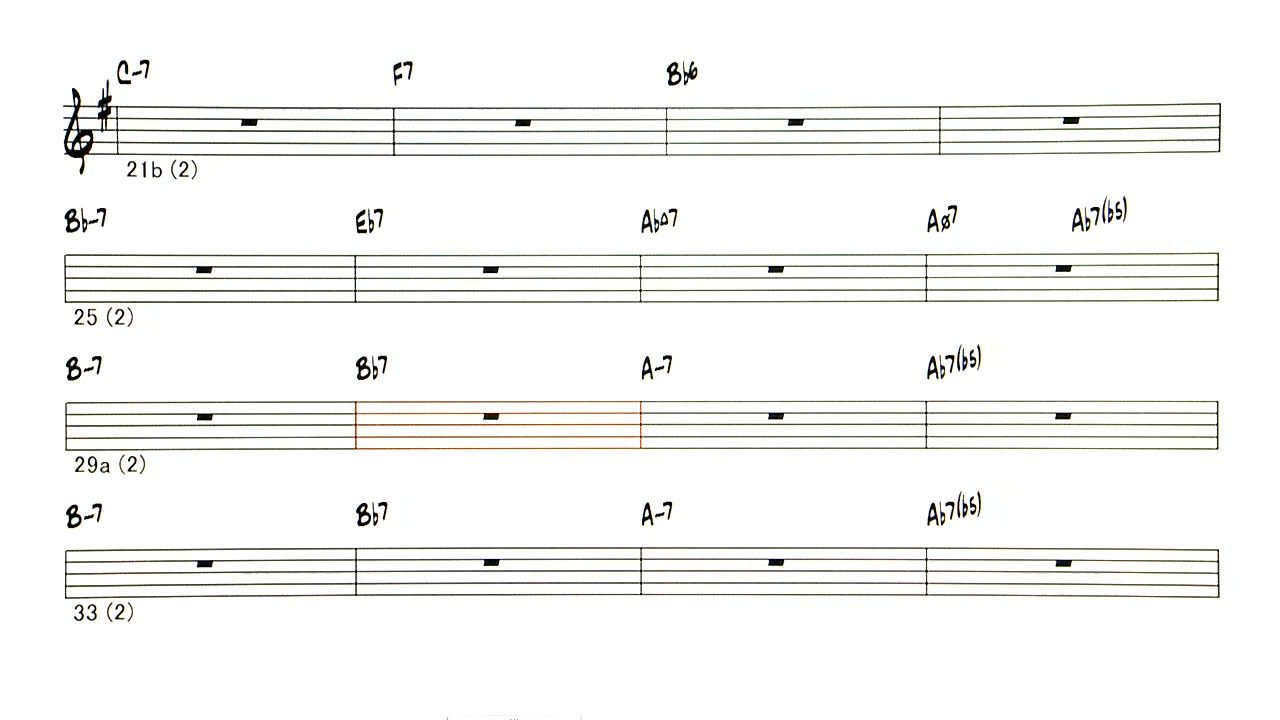 C-7 F7 Bb6
21b (2)
Bb-7 Eb7 AbΔ7 Aø7 Ab7(b5)
25 (2)
B-7 Bb7 A-7 Ab7(b5)
29a (2)
B-7 Bb7 A-7 Ab7(b5)
33 (2)